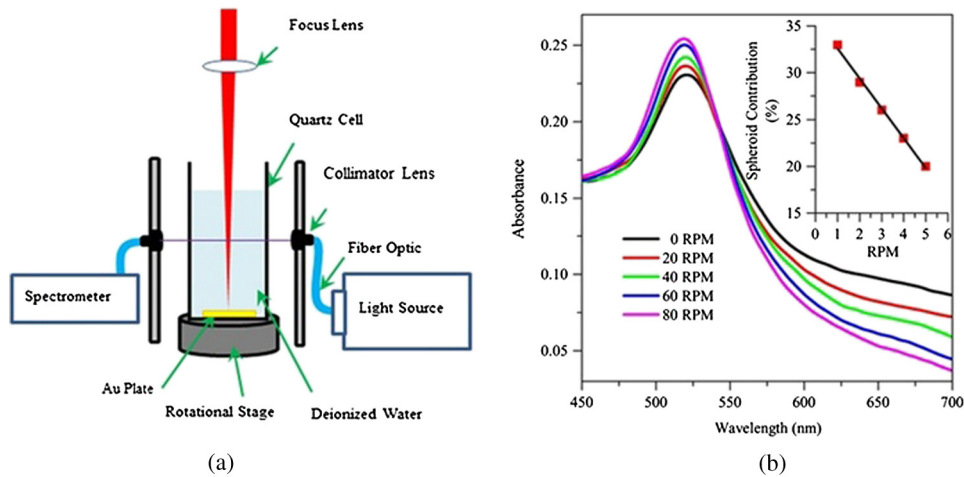 Focus Lens
Quartz Cell
Collimator Lens
Fiber Optic
Spectrometer
Light Source
Au Plate
Rotational Stage
Deionized Water
(a)
Absorbance
0.25
0.20
0.15
0.10
0.05
450 500 550 600 650 700
Wavelength (nm)
0 RPM
20 RPM
40 RPM
60 RPM
80 RPM
Spheroid Contribution
(%)
35
30
25
20
15
0 1 2 3 4 5 6
RPM
(b)